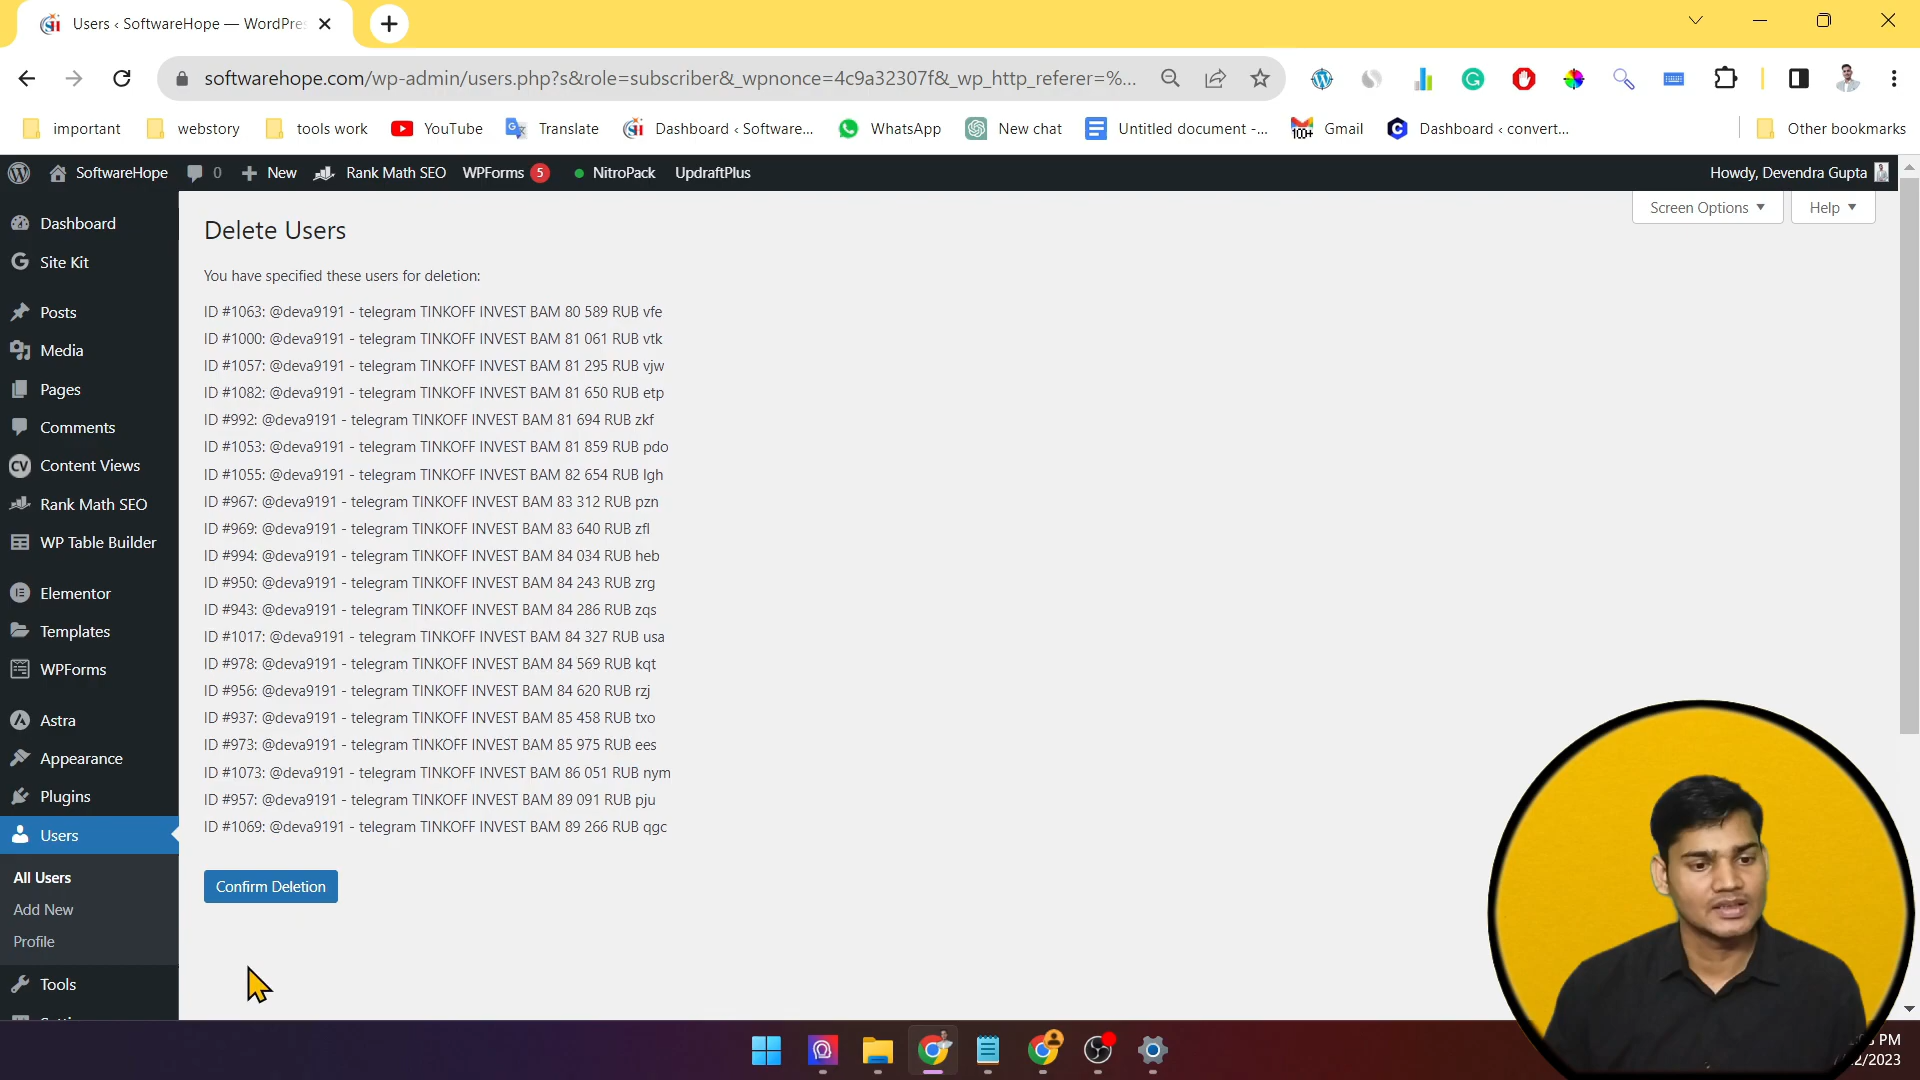 Users ‹ SoftwareHope — WordPres
softwarehope.com/wp-admin/users.php?s&role=subscriber&_wpnonce=4c9a32307f&_wp_http_referer=%...
important
webstory
tools work
YouTube
Translate
Dashboard ‹ Software...
WhatsApp
New chat
Untitled document -...
100+
Gmail
Dashboard ‹ convert...
Other bookmarks
SoftwareHope
0
New
Rank Math SEO
WPForms 5
NitroPack
UpdraftPlus
Howdy, Devendra Gupta
Dashboard
Site Kit
Posts
Media
Pages
Comments
Content Views
Rank Math SEO
WP Table Builder
Elementor
Templates
WPForms
Astra
Appearance
Plugins
Users
All Users
Add New
Profile
Tools
Screen Options
Help
Delete Users
You have specified these users for deletion:
ID #1063: @deva9191 - telegram TINKOFF INVEST BAM 80 589 RUB vfe
ID #1000: @deva9191 - telegram TINKOFF INVEST BAM 81 061 RUB vtk
ID #1057: @deva9191 - telegram TINKOFF INVEST BAM 81 295 RUB vjw
ID #1082: @deva9191 - telegram TINKOFF INVEST BAM 81 650 RUB etp
ID #992: @deva9191 - telegram TINKOFF INVEST BAM 81 694 RUB zkf
ID #1053: @deva9191 - telegram TINKOFF INVEST BAM 81 859 RUB pdo
ID #1055: @deva9191 - telegram TINKOFF INVEST BAM 82 654 RUB lgh
ID #967: @deva9191 - telegram TINKOFF INVEST BAM 83 312 RUB pzn
ID #969: @deva9191 - telegram TINKOFF INVEST BAM 83 640 RUB zfl
ID #994: @deva9191 - telegram TINKOFF INVEST BAM 84 034 RUB heb
ID #950: @deva9191 - telegram TINKOFF INVEST BAM 84 243 RUB zrg
ID #943: @deva9191 - telegram TINKOFF INVEST BAM 84 286 RUB zqs
ID #1017: @deva9191 - telegram TINKOFF INVEST BAM 84 327 RUB usa
ID #978: @deva9191 - telegram TINKOFF INVEST BAM 84 569 RUB kqt
ID #956: @deva9191 - telegram TINKOFF INVEST BAM 84 620 RUB rzj
ID #937: @deva9191 - telegram TINKOFF INVEST BAM 85 458 RUB txo
ID #973: @deva9191 - telegram TINKOFF INVEST BAM 85 975 RUB ees
ID #1073: @deva9191 - telegram TINKOFF INVEST BAM 86 051 RUB nym
ID #957: @deva9191 - telegram TINKOFF INVEST BAM 89 091 RUB pju
ID #1069: @deva9191 - telegram TINKOFF INVEST BAM 89 266 RUB qgc
Confirm Deletion
PM
/2023